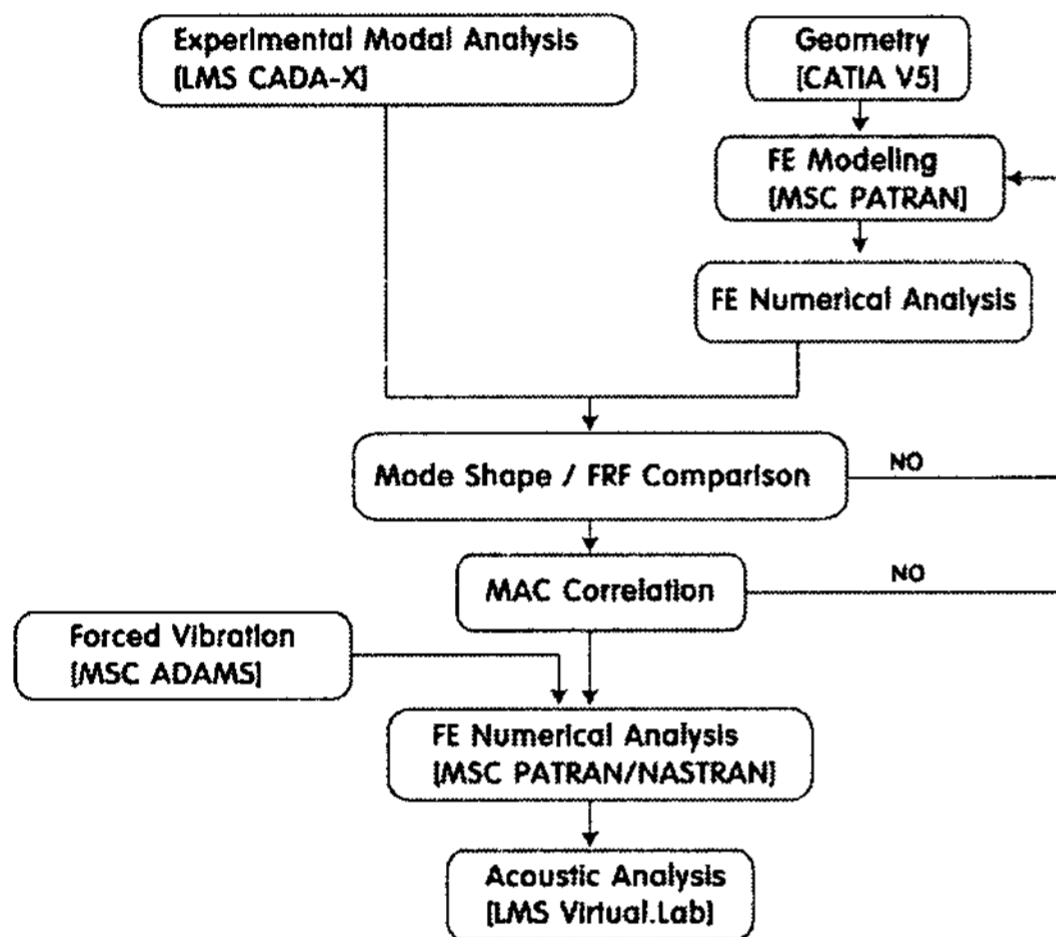 Experimental Modal Analysis
[LMS CADA-X]
Geometry
[CATIA V5]
FE Modeling
[MSC PATRAN]
FE Numerical Analysis
Mode Shape / FRF Comparison
NO
MAC Correlation
NO
Forced Vibration
[MSC ADAMS]
FE Numerical Analysis
[MSC PATRAN/NASTRAN]
Acoustic Analysis
[LMS Virtual.Lab]